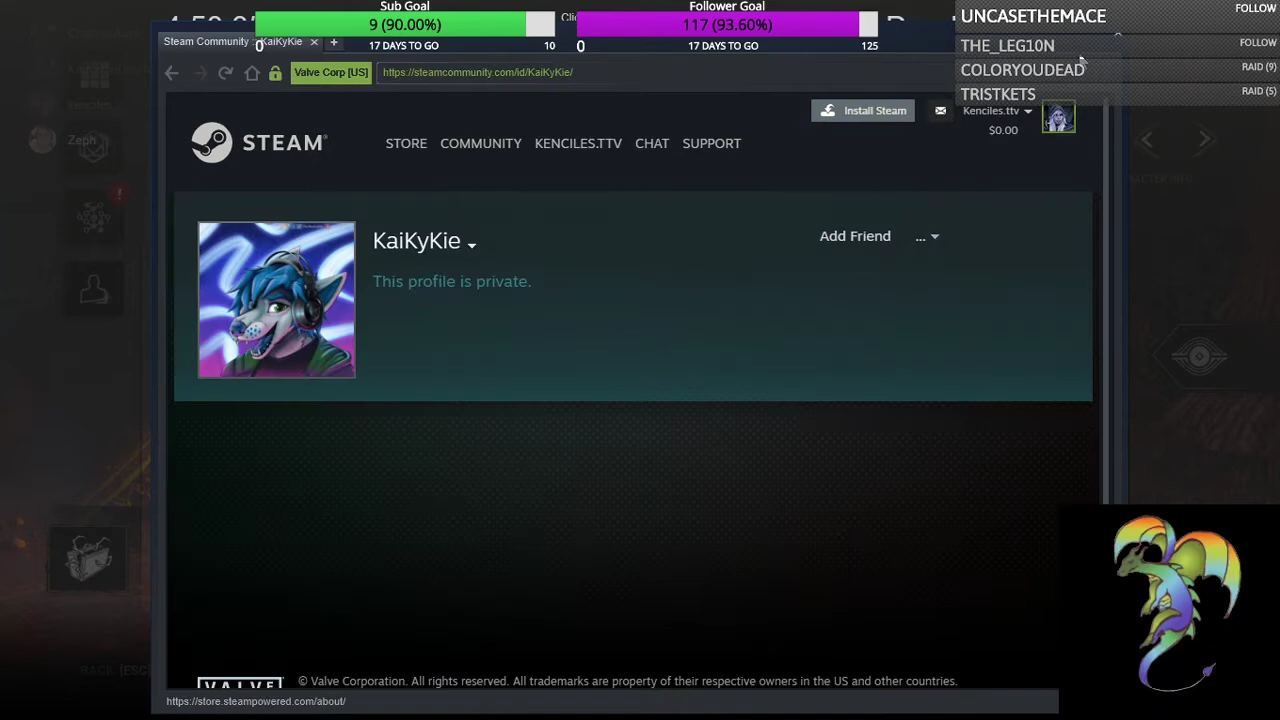 Sub Goal
9 (90.00%)
0 17 DAYS TO GO 10
Follower Goal
117 (93.60%)
0 17 DAYS TO GO 125
UNCASETHEMACE FOLLOW
THE_LEG10N FOLLOW
COLORYOUDEAD RAID (9)
TRISTKETS RAID (5)
Steam Community :: KaiKyKie
Valve Corp [US] https://steamcommunity.com/id/KaiKyKie/
Install Steam
Kenciles.ttv
$0.00
STEAM®
STORE COMMUNITY KENCILES.TTV CHAT SUPPORT
Zeph
KaiKyKie
Add Friend ...
This profile is private.
BACK [ESC]
VALVE
© Valve Corporation. All rights reserved. All trademarks are property of their respective owners in the US and other countries.
https://store.steampowered.com/about/